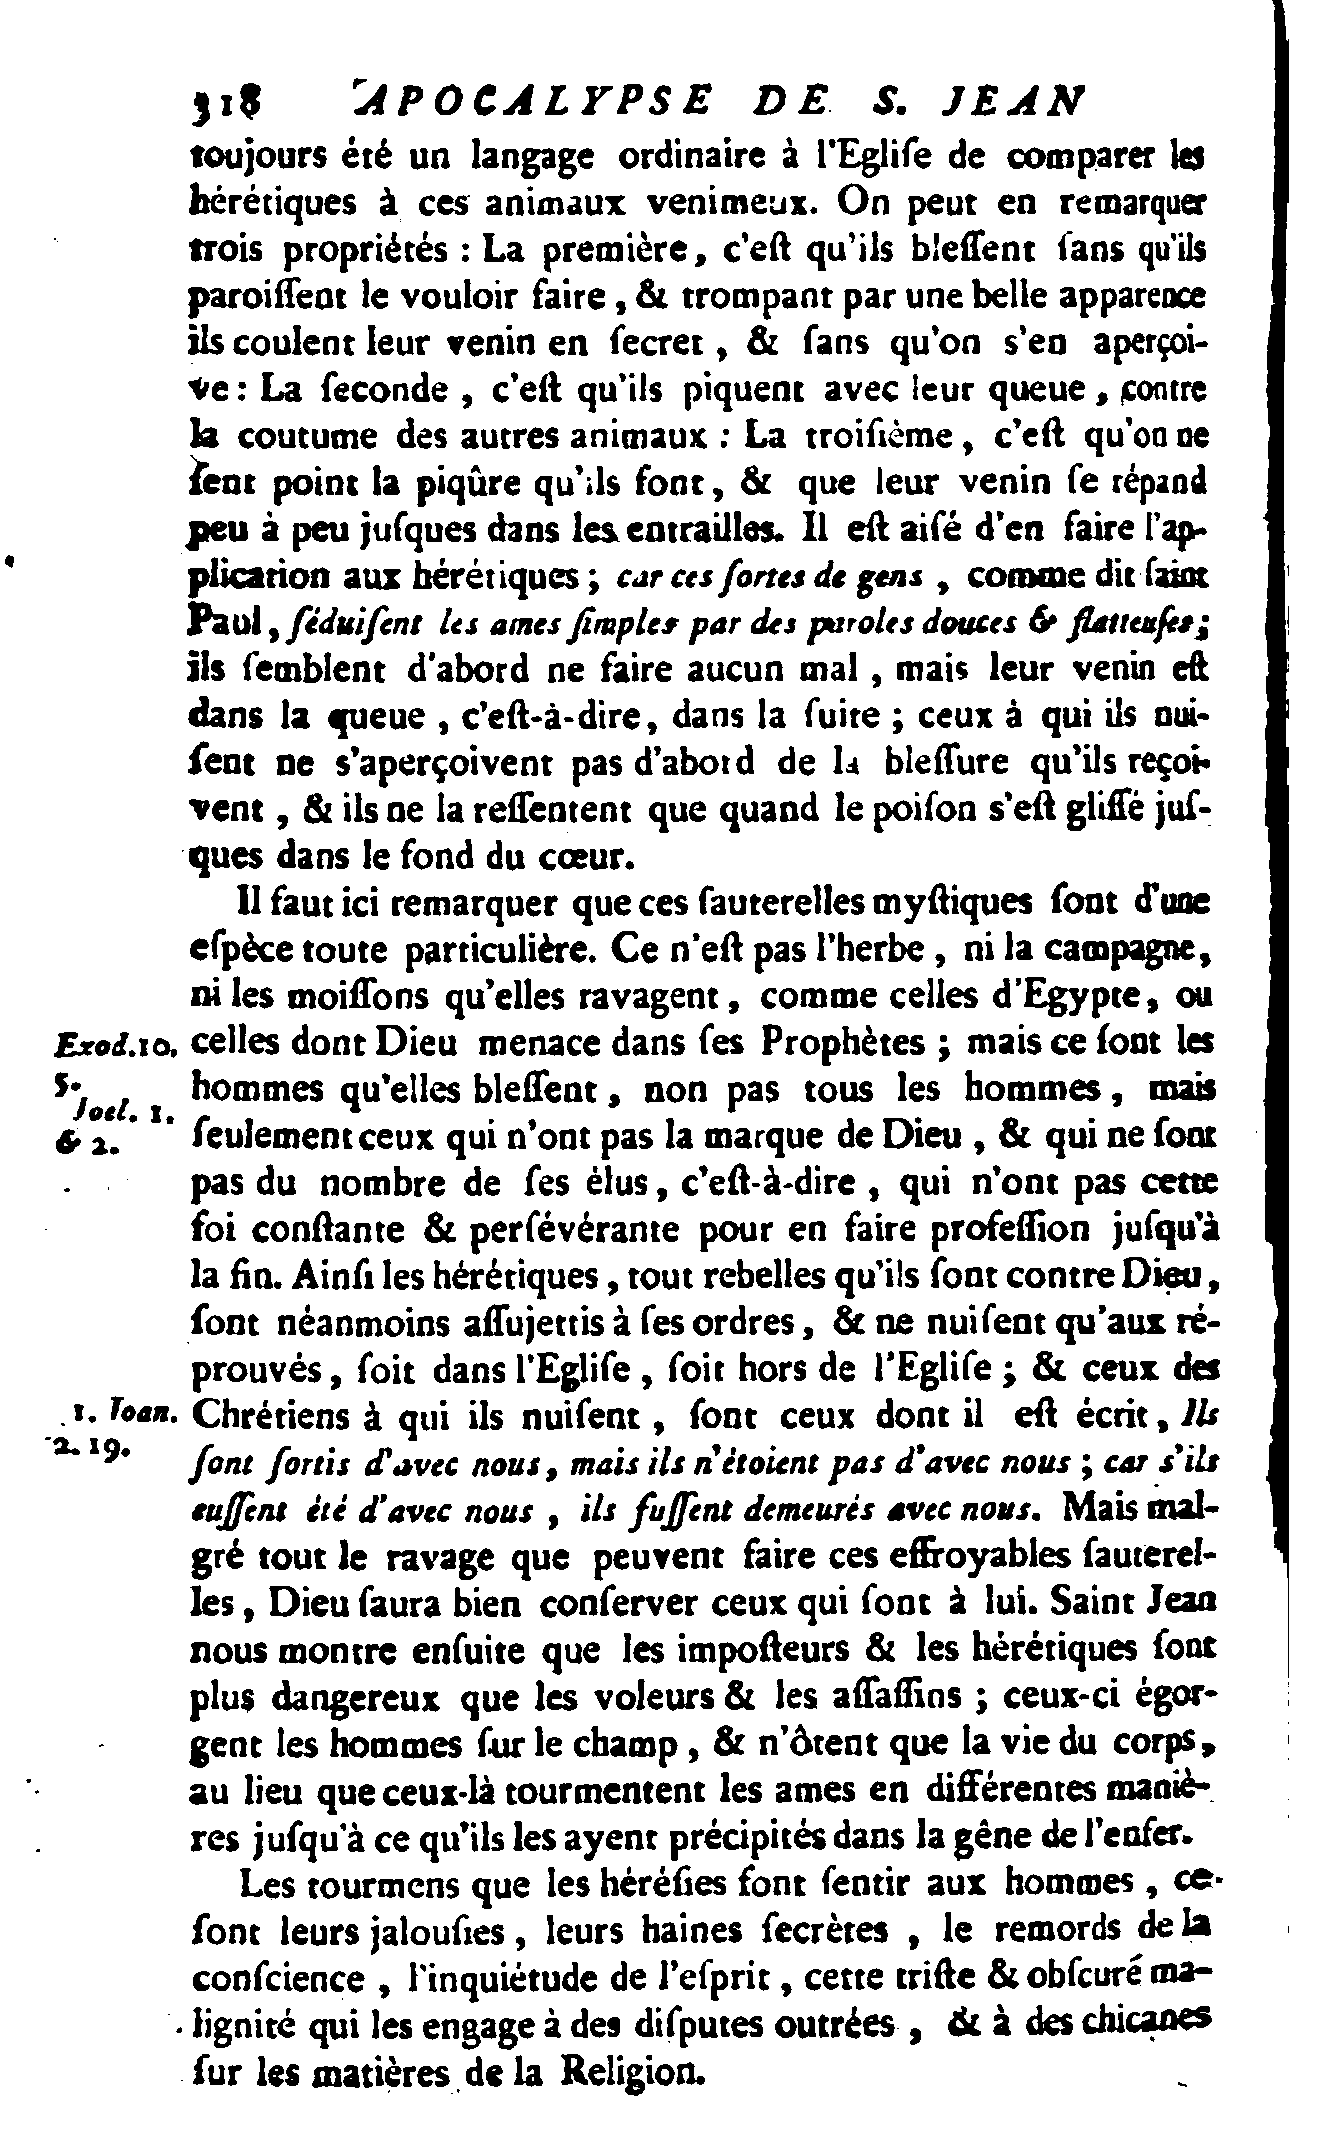 318 APOCALYPSE DE S. JEAN
toujours été un langage ordinaire à l'Egliſe de comparer les
hérétiques à ces animaux venimeux. On peut en remarquer
trois propriétés : La première, c'eſt qu'ils bleſſent ſans qu'ils
paroiſſent le vouloir faire, & trompant par une belle apparence
ils coulent leur venin en ſecret, & ſans qu'on s'en aperçoi-
ve : La ſeconde, c'eſt qu'ils piquent avec leur queue, contre
la coutume des autres animaux : La troiſième, c'eſt qu'on ne
ſent point la piqûre qu'ils font, & que leur venin ſe répand
peu à peu juſques dans les entrailles. Il eſt aiſé d'en faire l'ap-
plication aux hérétiques ; car ces ſortes de gens, comme dit ſaint
Paul, ſéduiſent les ames ſimples par des paroles douces & flatteuſes ;
ils ſemblent d'abord ne faire aucun mal, mais leur venin eſt
dans la queue, c'eſt-à-dire, dans la ſuite ; ceux à qui ils nui-
ſent ne s'aperçoivent pas d'abord de la bleſſure qu'ils reçoi-
vent, & ils ne la reſſentent que quand le poiſon s'eſt gliſſé juſ-
ques dans le fond du cœur.
Il faut ici remarquer que ces ſauterelles myſtiques ſont d'une
eſpèce toute particulière. Ce n'eſt pas l'herbe, ni la campagne,
ni les moiſſons qu'elles ravagent, comme celles d'Egypte, ou
Exod. 10. celles dont Dieu menace dans ſes Prophètes ; mais ce ſont les
5. hommes qu'elles bleſſent, non pas tous les hommes, mais
Joel. 1.
& 2. ſeulement ceux qui n'ont pas la marque de Dieu, & qui ne ſont
pas du nombre de ſes élus, c'eſt-à-dire, qui n'ont pas cette
foi conſtante & perſévérante pour en faire profeſſion juſqu'à
la fin. Ainſi les hérétiques, tout rebelles qu'ils ſont contre Dieu,
ſont néanmoins aſſujettis à ſes ordres, & ne nuiſent qu'aux ré-
prouvés, ſoit dans l'Egliſe, ſoit hors de l'Egliſe ; & ceux des
1. Joan. Chrétiens à qui ils nuiſent, ſont ceux dont il eſt écrit, Ils
2. 19. ſont ſortis d'avec nous, mais ils n'étoient pas d'avec nous ; car s'ils
euſſent été d'avec nous, ils fuſſent demeurés avec nous. Mais mal-
gré tout le ravage que peuvent faire ces effroyables ſauterel-
les, Dieu ſaura bien conſerver ceux qui ſont à lui. Saint Jean
nous montre enſuite que les impoſteurs & les hérétiques ſont
plus dangereux que les voleurs & les aſſaſſins ; ceux-ci égor-
gent les hommes ſur le champ, & n'ôtent que la vie du corps,
au lieu que ceux-là tourmentent les ames en différentes maniè-
res juſqu'à ce qu'ils les ayent précipités dans la gêne de l'enfer.
Les tourmens que les héréſies font ſentir aux hommes, ce
ſont leurs jalouſies, leurs haines ſecrètes, le remords de la
conſcience, l'inquiétude de l'eſprit, cette triſte & obſcure ma-
lignité qui les engage à des diſputes outrées, & à des chicanes
ſur les matières de la Religion.